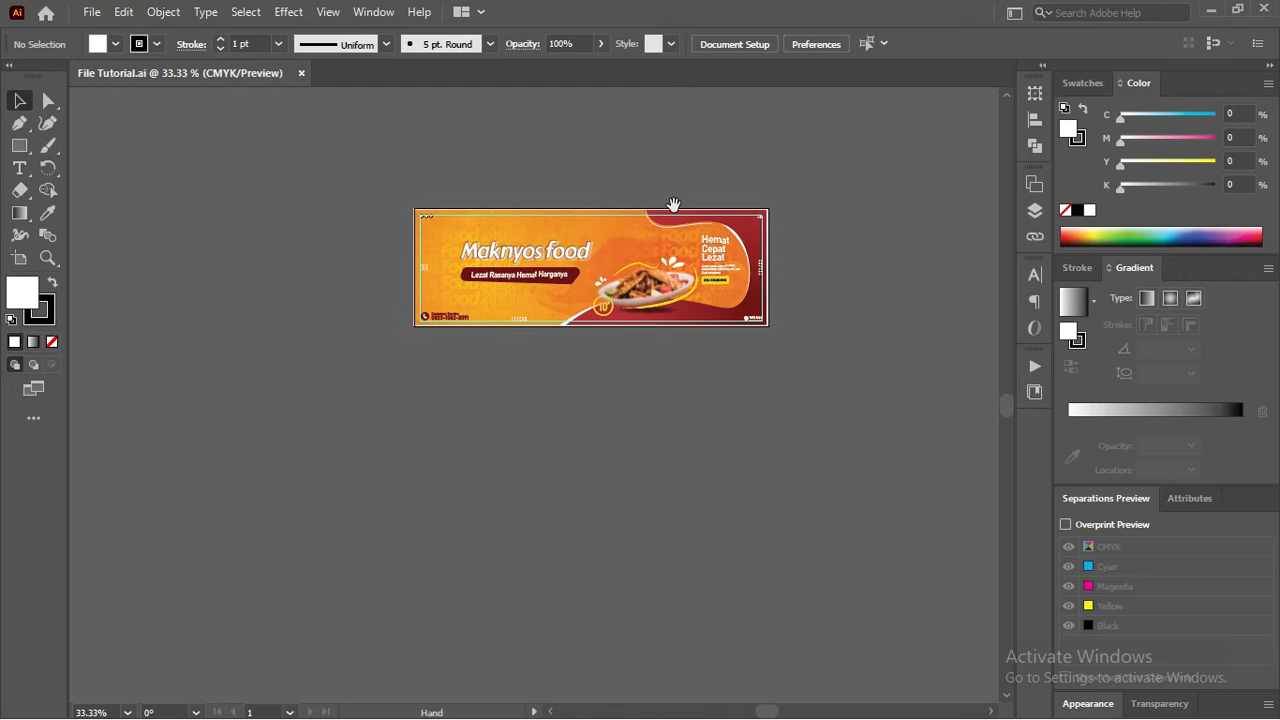 File Edit Object Type Select Effect View Window Help
Search Adobe Help
No Selection Stroke: 1 pt Uniform 5 pt. Round Opacity: 100% Style: Document Setup Preferences
File Tutorial.ai @ 33.33 % (CMYK/Preview)
Swatches Color
C 0 %
M 0 %
Y 0 %
K 0 %
Stroke Gradient
Type:
Stroke:
Opacity:
Location:
Separations Preview Attributes
Overprint Preview
CMYK
Cyan
Magenta
Yellow
Black
Activate Windows
Go to Settings to activate Windows.
Appearance Transparency
Maknyos food
Lezat Rasanya Hemat Harganya
Hemat
Cepat
Lezat
10
33.33% 0° 1 Hand